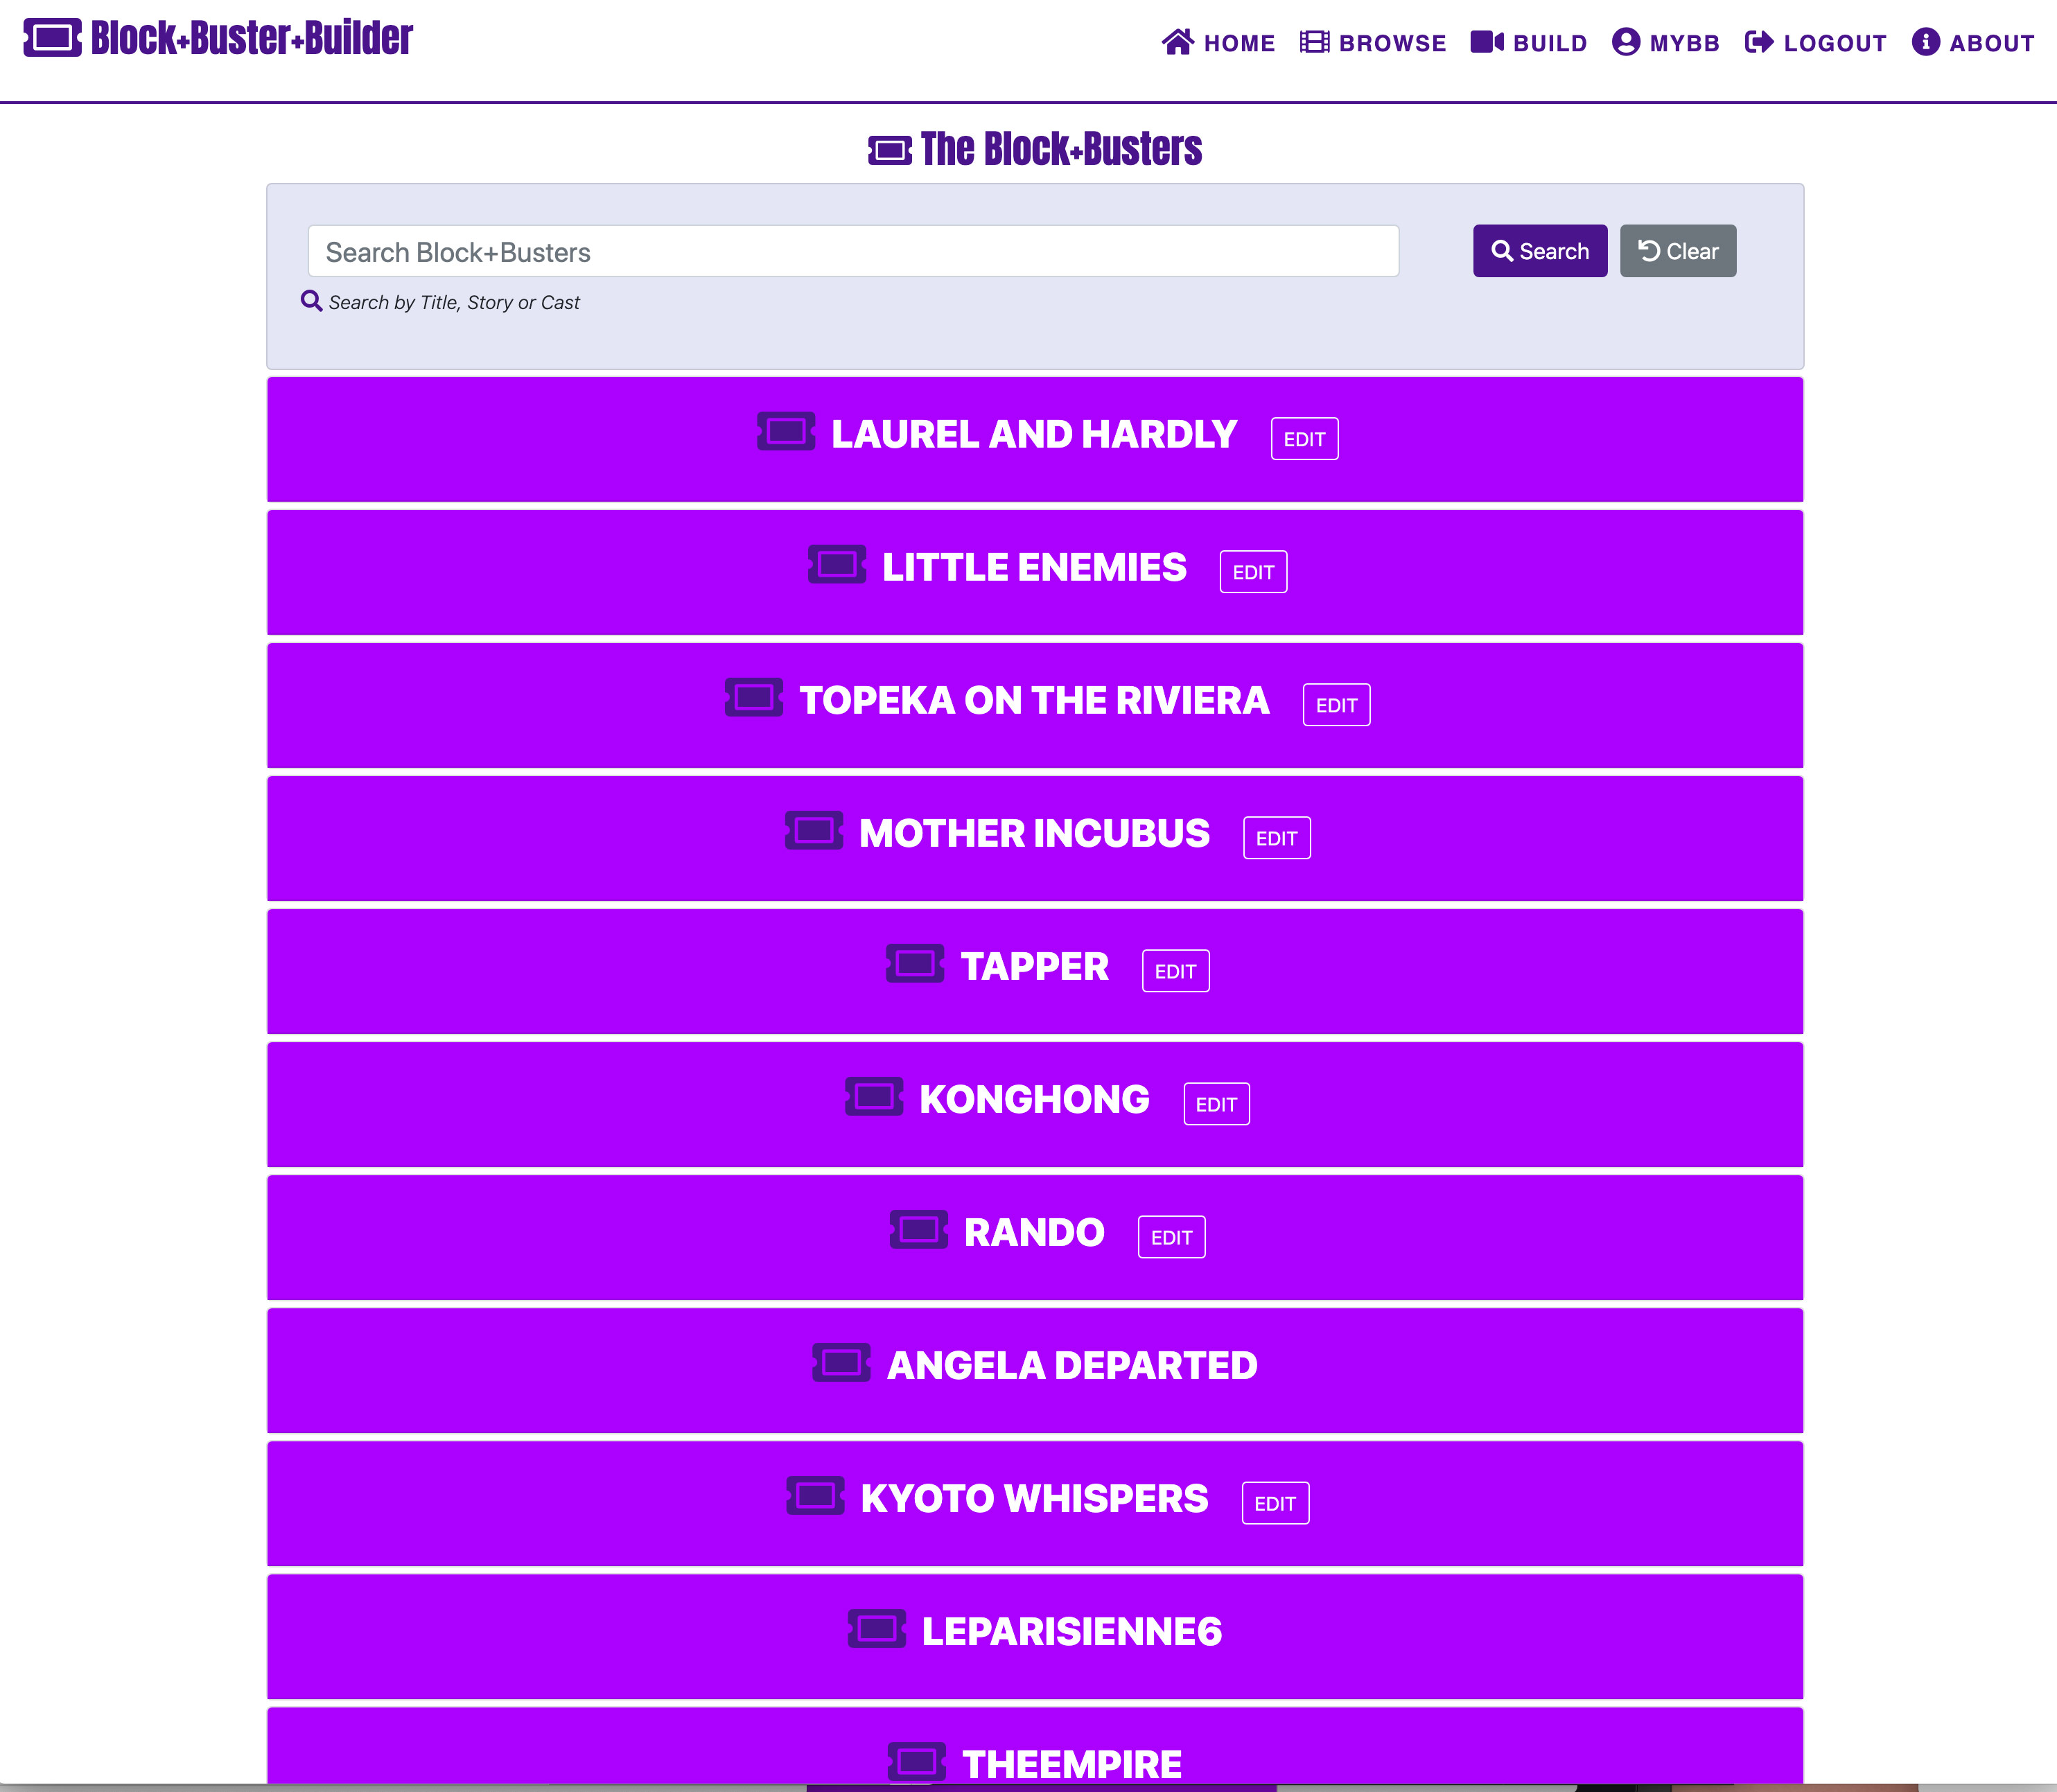 Block+Buster+Builder
HOME BROWSE BUILD MYBB LOGOUT ABOUT
The Block+Busters
Search Block+Busters Search Clear
Search by Title, Story or Cast
LAUREL AND HARDLY EDIT
LITTLE ENEMIES EDIT
TOPEKA ON THE RIVIERA EDIT
MOTHER INCUBUS EDIT
TAPPER EDIT
KONGHONG EDIT
RANDO EDIT
ANGELA DEPARTED
KYOTO WHISPERS EDIT
LEPARISIENNE6
THEEMPIRE